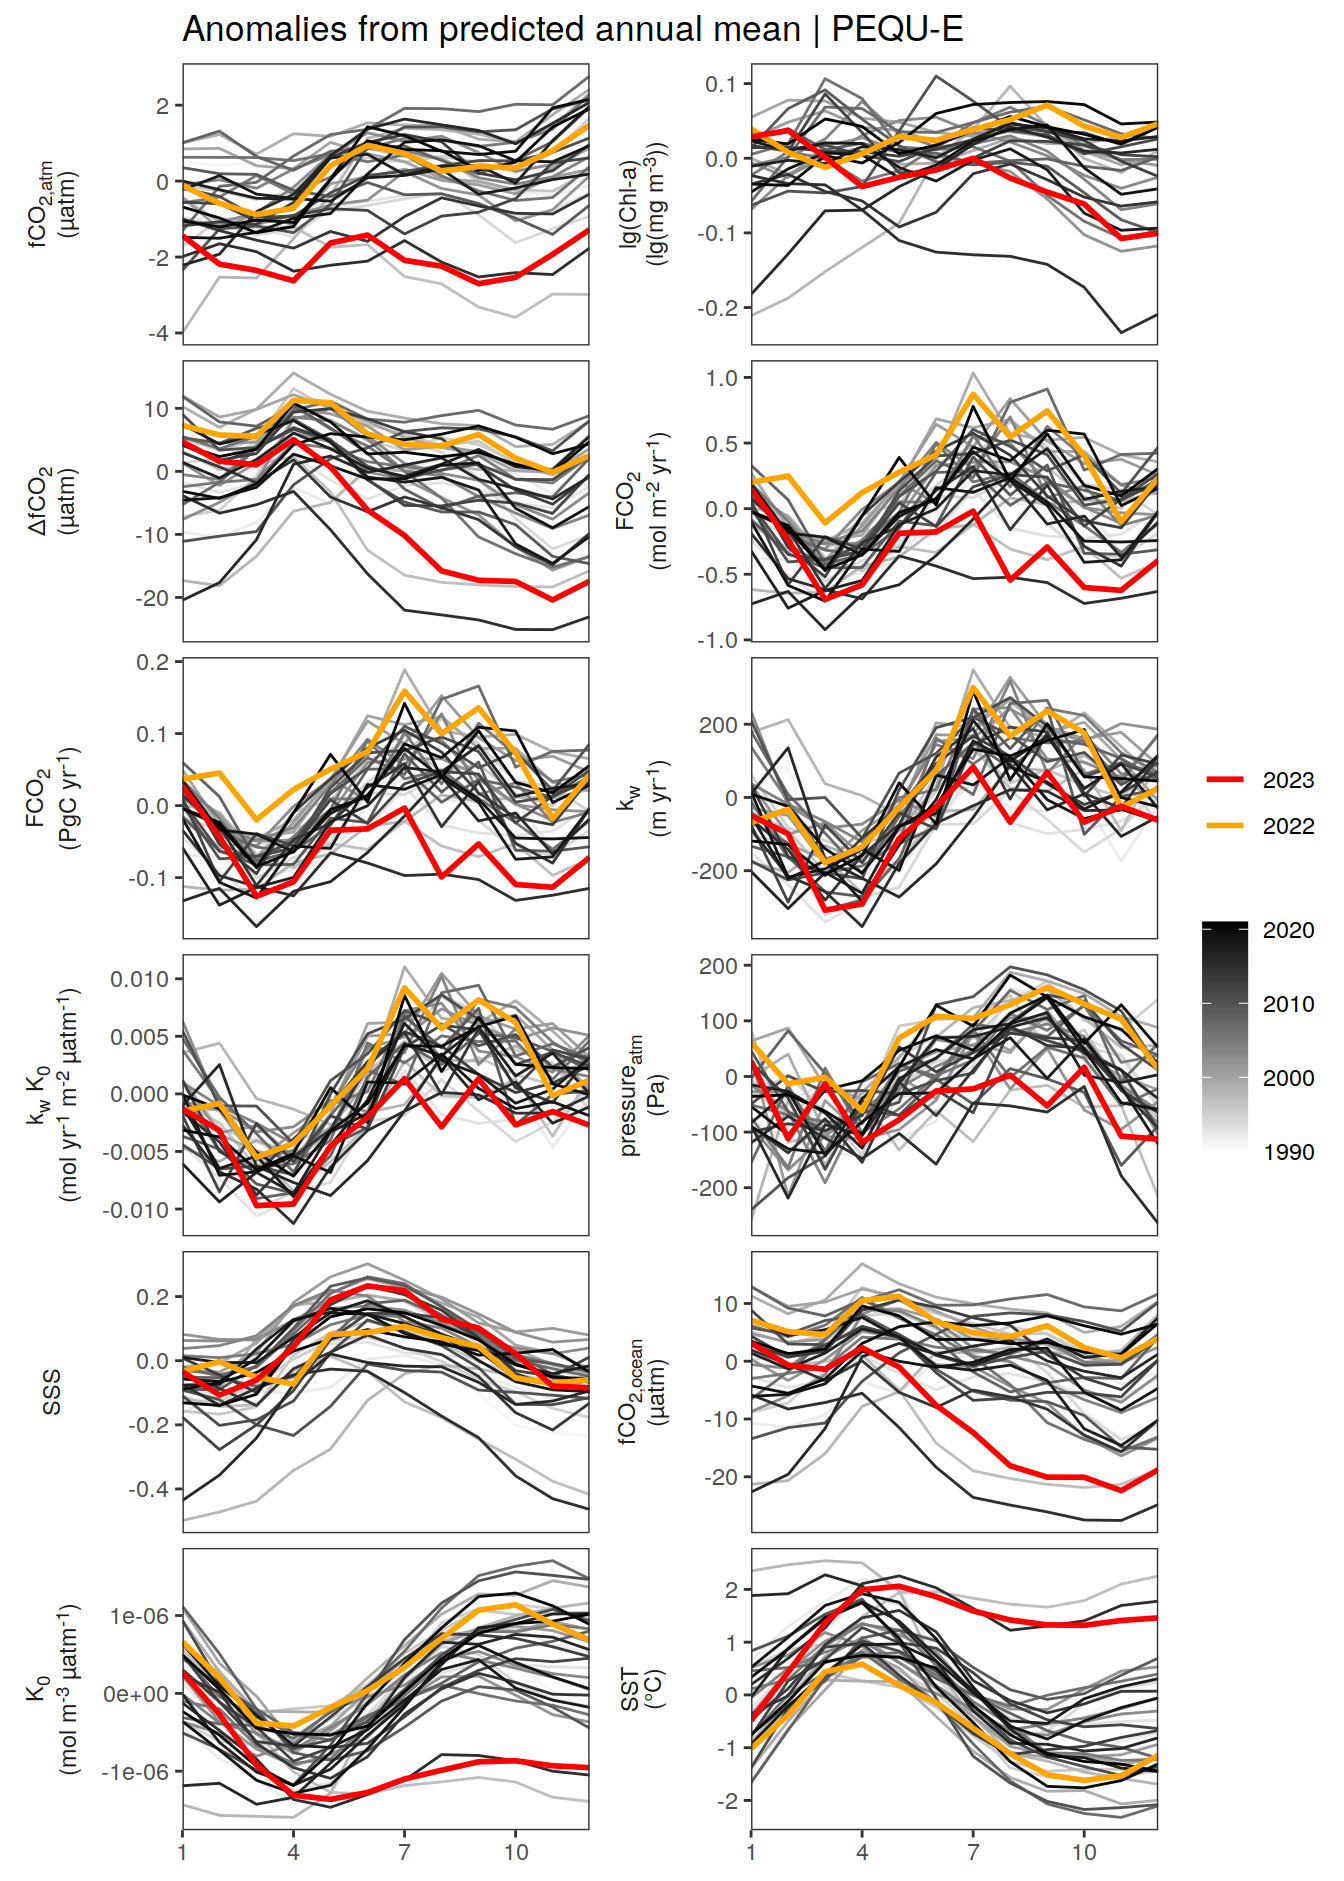 Anomalies from predicted annual mean | PEQU-E
fCO2,atm
(µatm)
2
0
-2
-4
lg(Chl-a)
(lg(mg m-3))
0.1
0.0
-0.1
-0.2
ΔfCO2
(µatm)
10
0
-10
-20
FCO2
(mol m-2 yr-1)
1.0
0.5
0.0
-0.5
-1.0
FCO2
(PgC yr-1)
0.2
0.1
0.0
-0.1
kw
(m yr-1)
200
0
-200
2023
2022
kw K0
(mol yr-1 m-2 µatm-1)
0.010
0.005
0.000
-0.005
-0.010
pressureatm
(Pa)
200
100
0
-100
-200
2020
2010
2000
1990
SSS
0.2
0.0
-0.2
-0.4
fCO2,ocean
(µatm)
10
0
-10
-20
K0
(mol m-3 µatm-1)
1e-06
0e+00
-1e-06
SST
(°C)
2
1
0
-1
-2
1 4 7 10
1 4 7 10